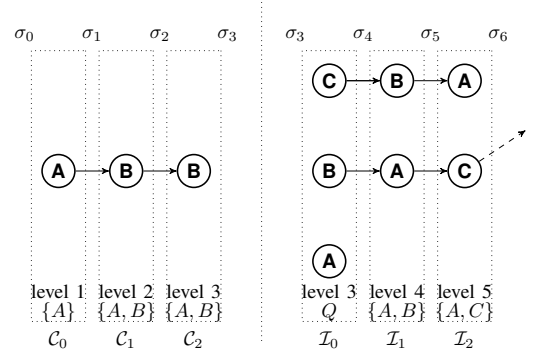 σ₀ σ₁ σ₂ σ₃ σ₃ σ₄ σ₅ σ₆
C B A
A B B B A C
A
level 1 level 2 level 3 level 3 level 4 level 5
{A} {A, B} {A, B} Q {A, B} {A, C}
𝒞₀ 𝒞₁ 𝒞₂ ℐ₀ ℐ₁ ℐ₂